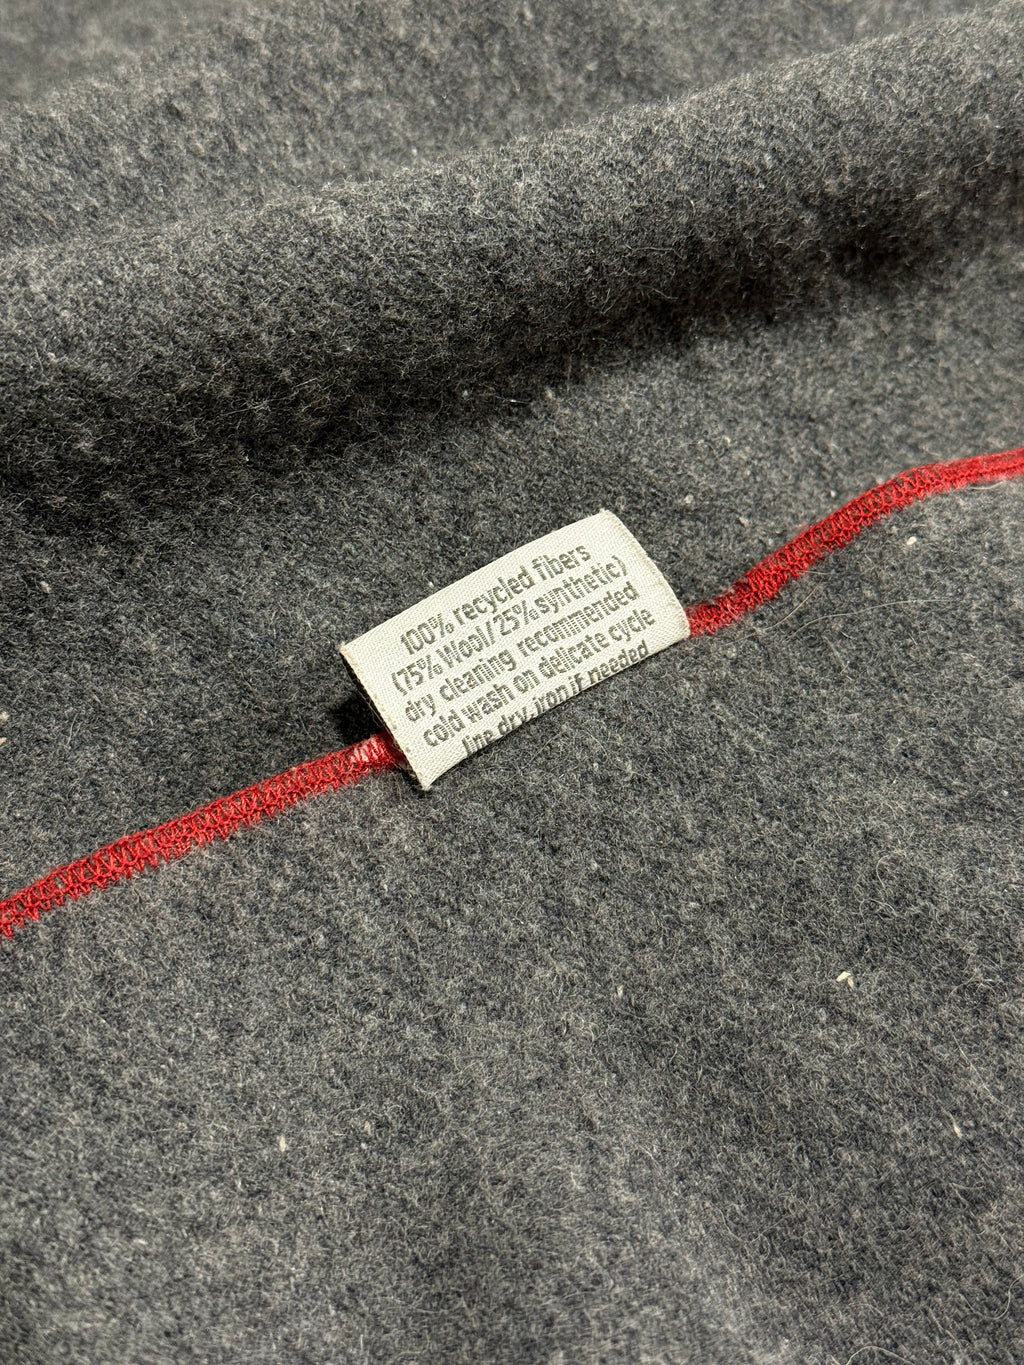 100% recycled fibers
(75% Wool/ 25% synthetic)
dry cleaning recommended
cold wash on delicate cycle
line dry, iron if needed